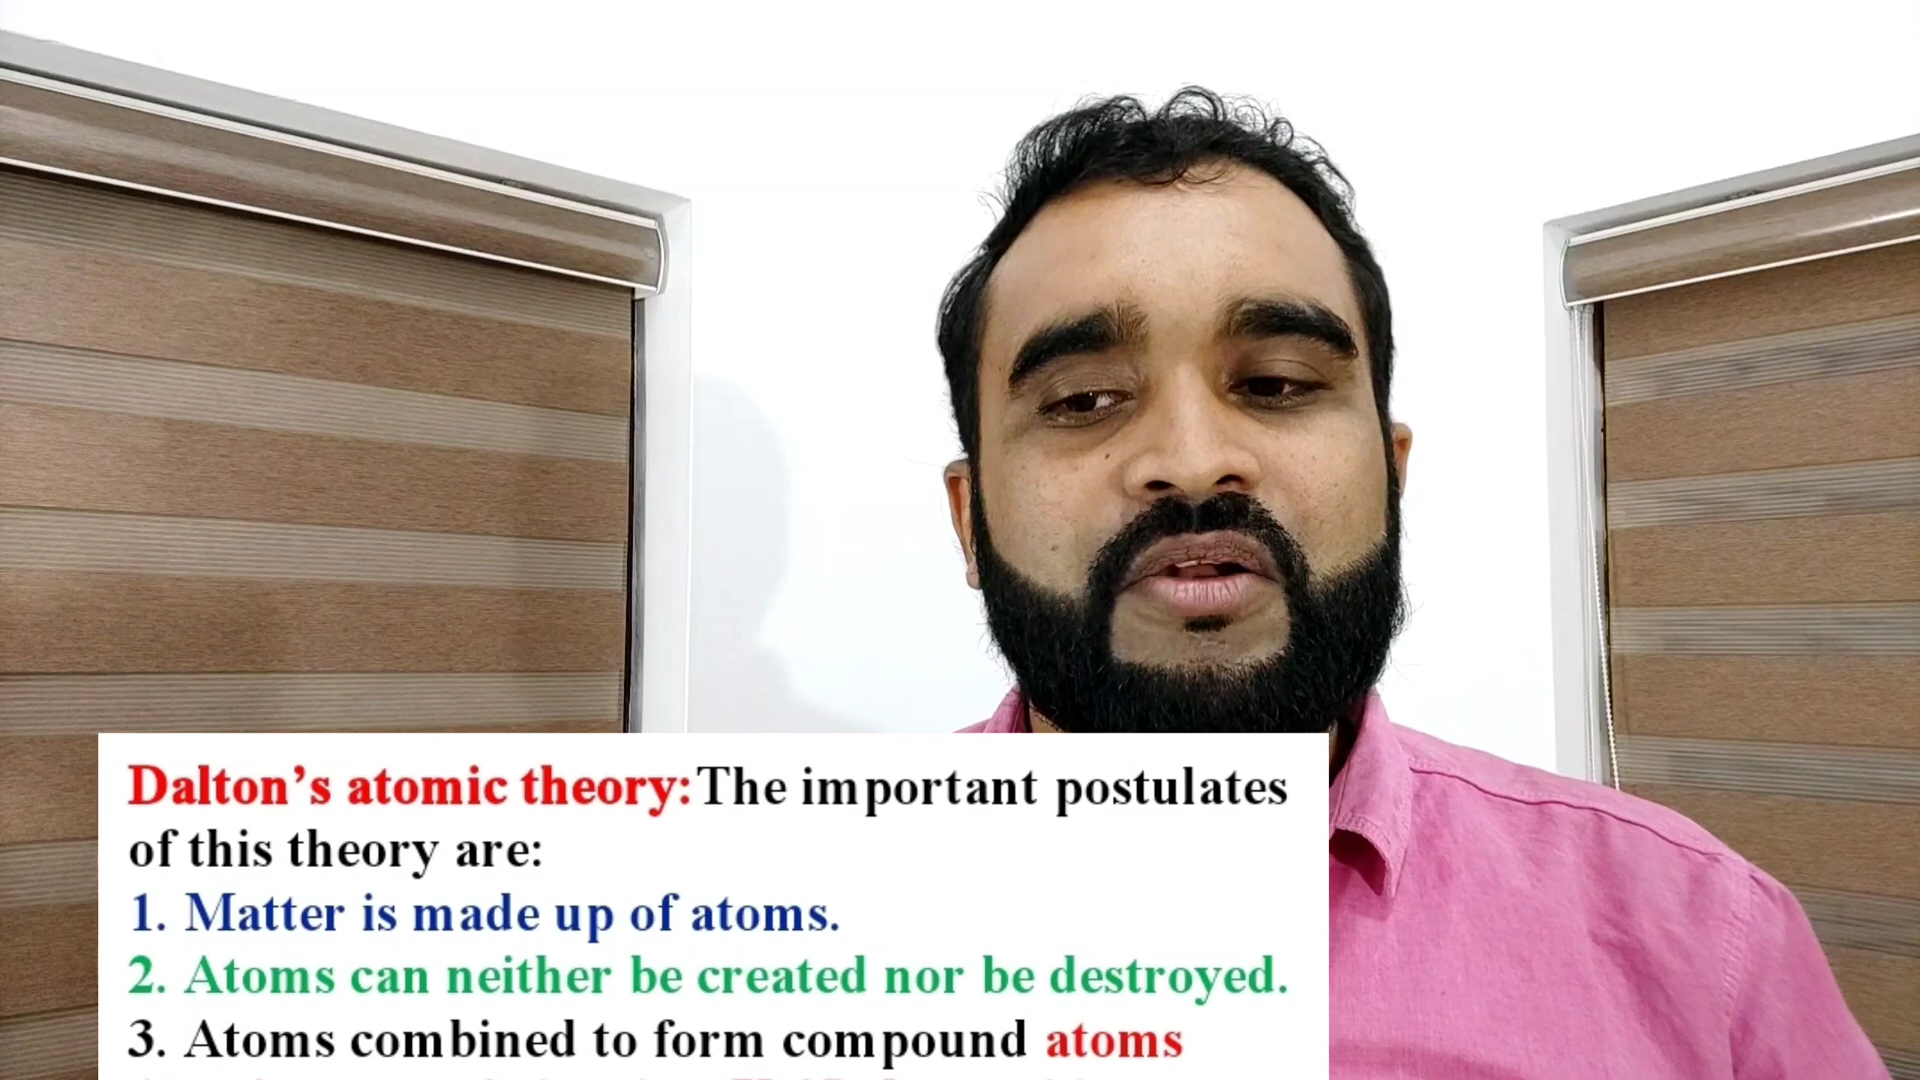 Dalton’s atomic theory:The important postulates
of this theory are:
1. Matter is made up of atoms.
2. Atoms can neither be created nor be destroyed.
3. Atoms combined to form compound atoms